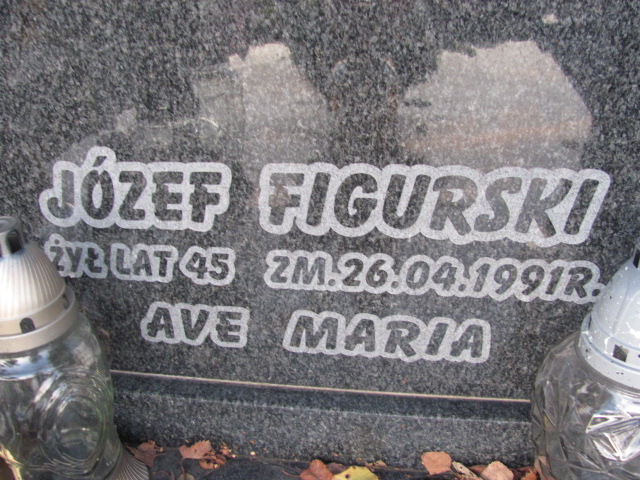 JÓZEF FIGURSKI
ŻYŁ LAT 45 ZM.26.04.1991R.
AVE MARIA